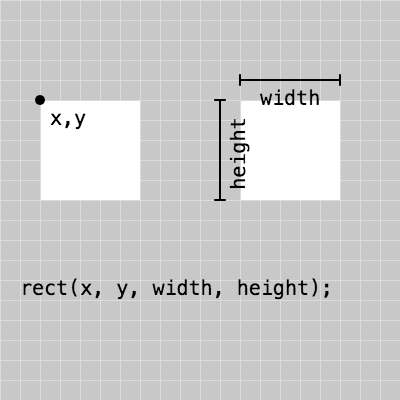 x,y
width
height
rect(x, y, width, height);